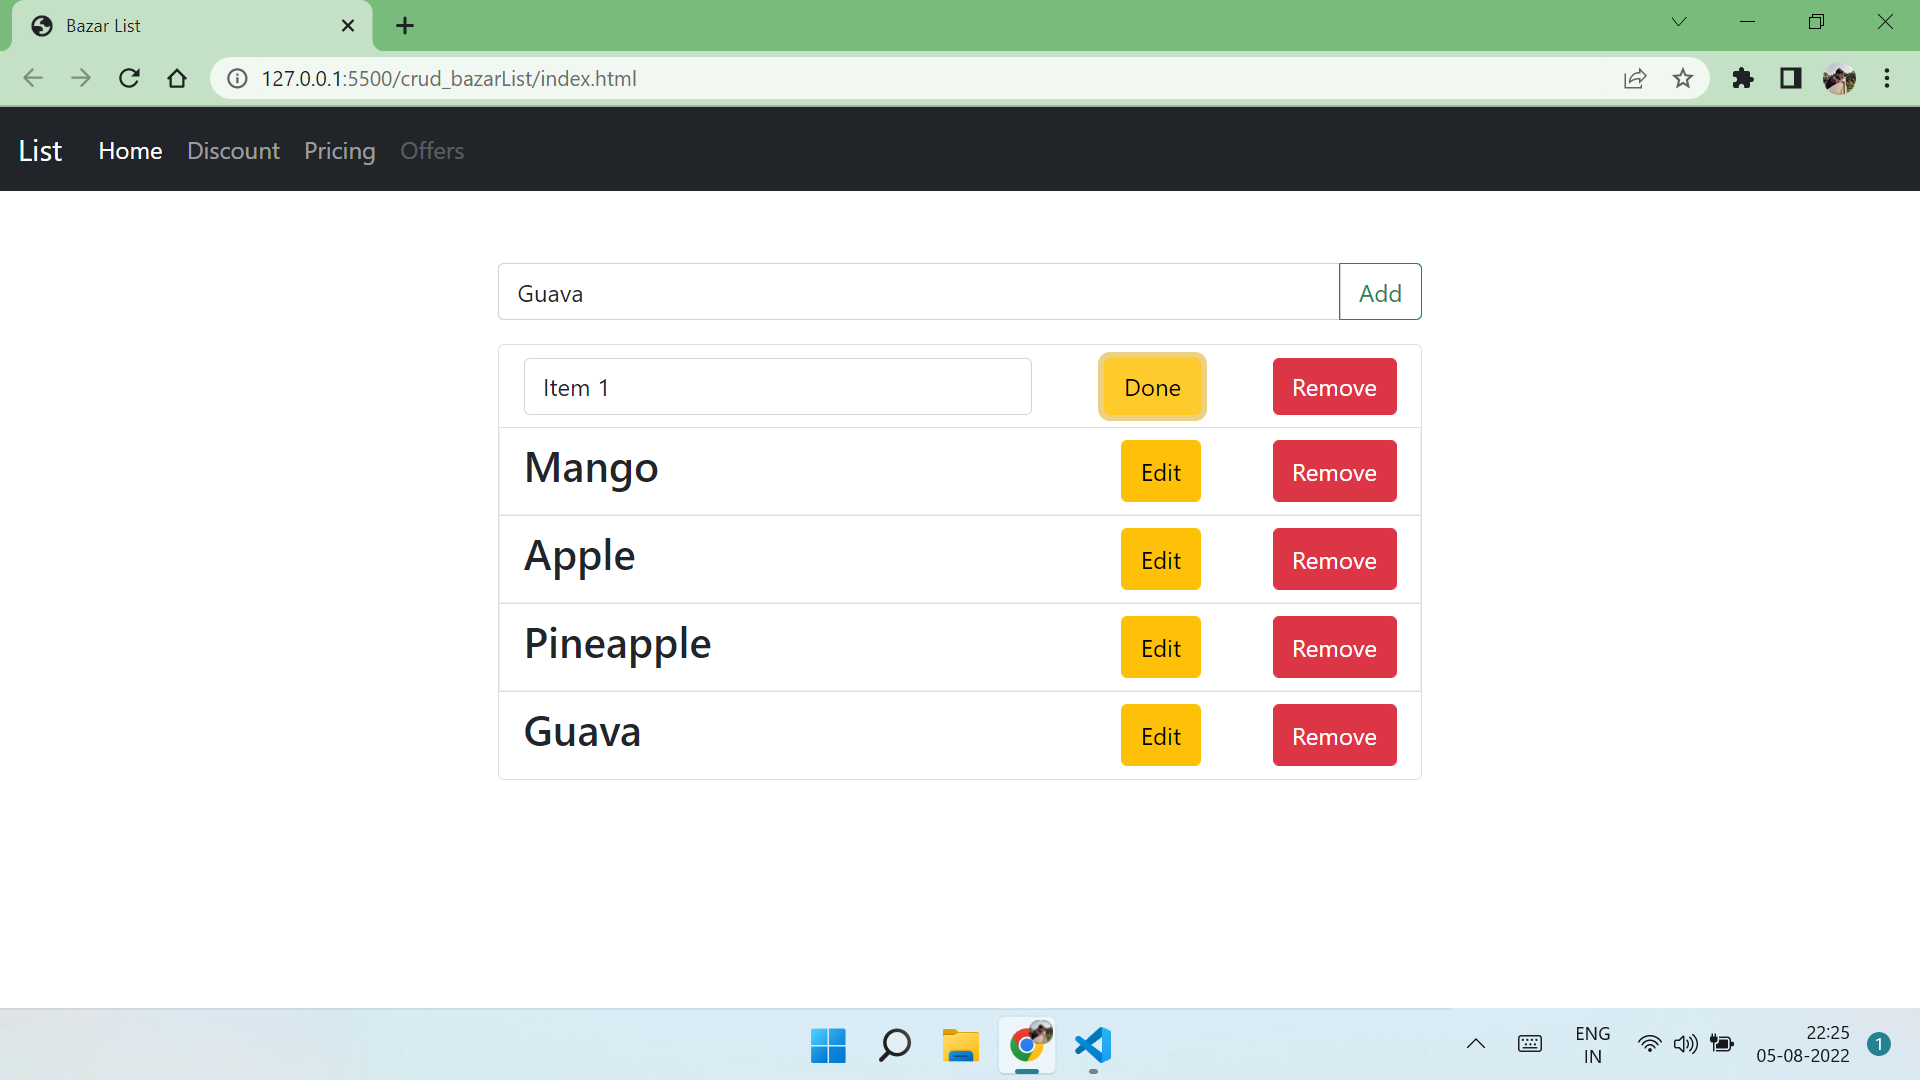 Bazar List
127.0.0.1:5500/crud_bazarList/index.html
List Home Discount Pricing Offers
Guava Add
Item 1 Done Remove
Mango Edit Remove
Apple Edit Remove
Pineapple Edit Remove
Guava Edit Remove
ENG 22:25
IN 05-08-2022 1